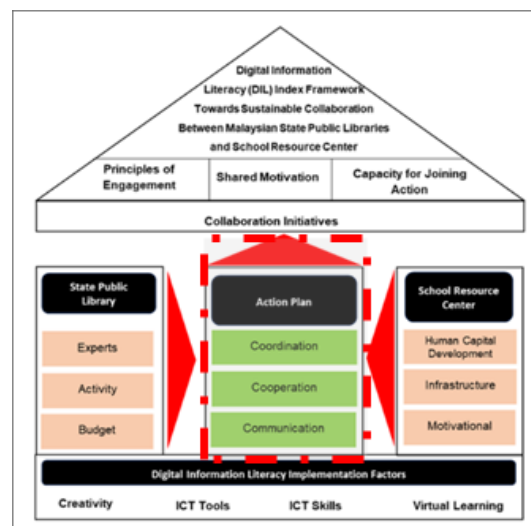 Digital Information
Literacy (DIL) Index Framework
Towards Sustainable Collaboration
Between Malaysian State Public Libraries
and School Resource Center
Principles of
Engagement
Shared Motivation
Capacity for Joining
Action
Collaboration Initiatives
State Public
Library
Experts
Activity
Budget
Action Plan
Coordination
Cooperation
Communication
School Resource
Center
Human Capital
Development
Infrastructure
Motivational
Digital Information Literacy Implementation Factors
Creativity
ICT Tools
ICT Skills
Virtual Learning